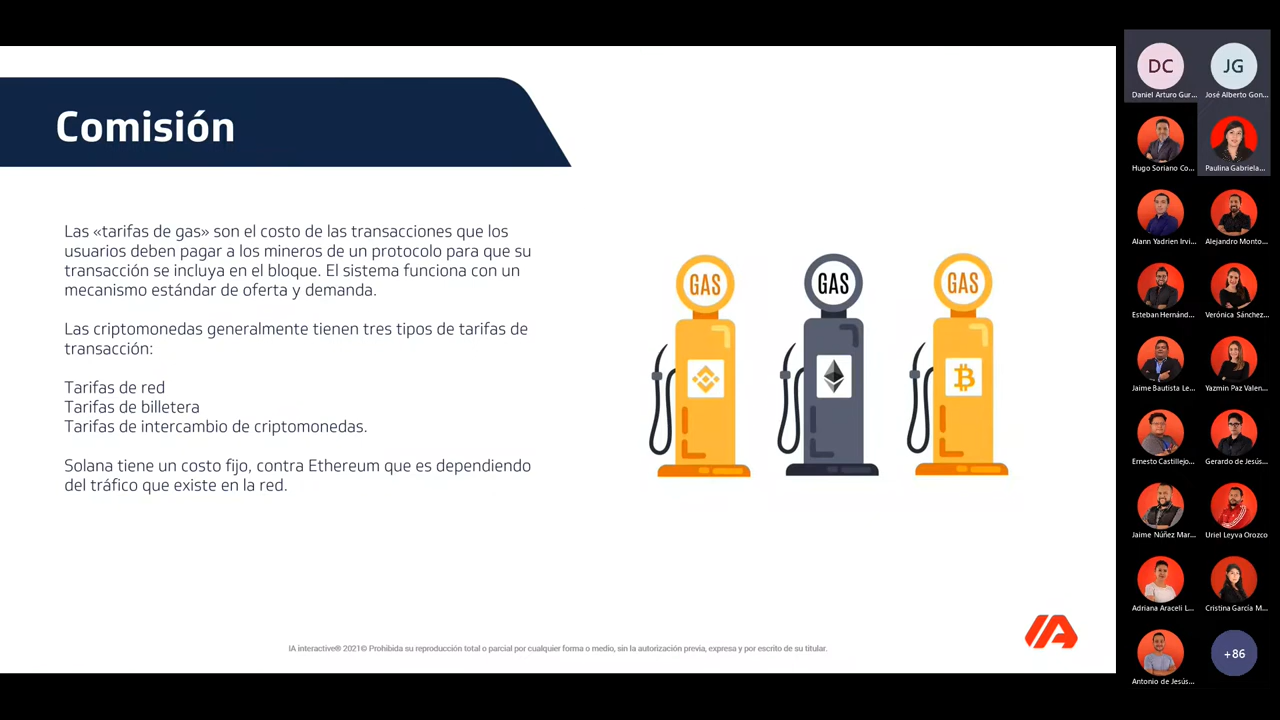 Comisión
Las «tarifas de gas» son el costo de las transacciones que los
usuarios deben pagar a los mineros de un protocolo para que su
transacción se incluya en el bloque. El sistema funciona con un
mecanismo estándar de oferta y demanda.
Las criptomonedas generalmente tienen tres tipos de tarifas de
transacción:
Tarifas de red
Tarifas de billetera
Tarifas de intercambio de criptomonedas.
Solana tiene un costo fijo, contra Ethereum que es dependiendo
del tráfico que existe en la red.
GAS
GAS
GAS
IA
IA interactive® 2021© Prohibida su reproducción total o parcial por cualquier forma o medio, sin la autorización previa, expresa y por escrito de su titular.
DC
JG
Daniel Arturo Gur...
José Alberto Gon...
Hugo Soriano Co...
Paulina Gabriela...
Alann Yadrien Irvi...
Alejandro Monto...
Esteban Hernánd...
Verónica Sánchez...
Jaime Bautista Le...
Yazmin Paz Valen...
Ernesto Castillejo...
Gerardo de Jesús...
Jaime Núñez Mar...
Uriel Leyva Orozco
Adriana Araceli L...
Cristina García M...
Antonio de Jesús...
+86